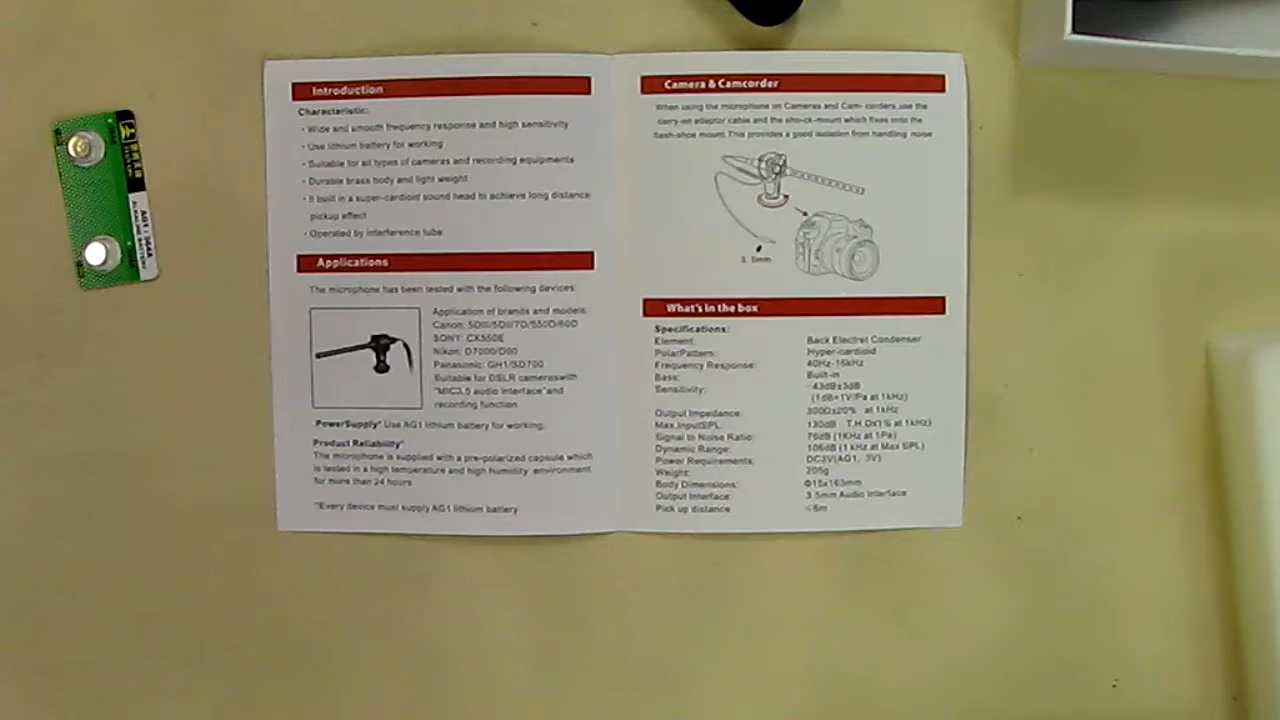 Introduction
Characteristic:
• Wide and smooth frequency response and high sensitivity
• Use lithium battery for working
• Suitable for all types of cameras and recording equipments
• Durable brass body and light weight
• It built in a super-cardioid sound head to achieve long distance
pickup effect
• Operated by interference tube
Applications
The microphone has been tested with the following devices:
Application of brands and models:
Canon: 5DIII/5DII/7D/550D/60D
SONY: CX550E
Nikon: D7000/D90
Panasonic: GH1/SD700
Suitable for DSLR cameraswith
"MIC3.5 audio interface"and
recording function
PowerSupply* Use AG1 lithium battery for working.
Product Reliability*
The microphone is supplied with a pre-polarized capsule which
is tested in a high temperature and high humidity environment
for more than 24 hours
*Every device must supply AG1 lithium battery
Camera & Camcorder
When using the microphone on Cameras and Cam- corders,use the
carry-on adaptor cable and the sho-ck-mount which fixes onto the
flash-shoe mount. This provides a good isolation from handling noise
3. 5mm
What's in the box
Specifications:
Element: Back Electret Condenser
PolarPattern: Hyper-cardioid
Frequency Response: 40Hz-16kHz
Bass: Built-in
Sensitivity: -43dB±3dB
(1dB=1V/Pa at 1kHz)
Output Impedance: 300Ω±20% at 1kHz
Max.InputSPL: 130dB T.H.D≤1% at 1kHz)
Signal to Noise Ratio: 76dB (1KHz at 1Pa)
Dynamic Range: 106dB (1 kHz at Max SPL)
Power Requirements: DC3V(AG1, 3V)
Weight: 205g
Body Dimensions: Φ15x163mm
Output Interface: 3.5mm Audio Interface
Pick up distance ≤6m
AG1 / 364A
ALKALINE BATTERY